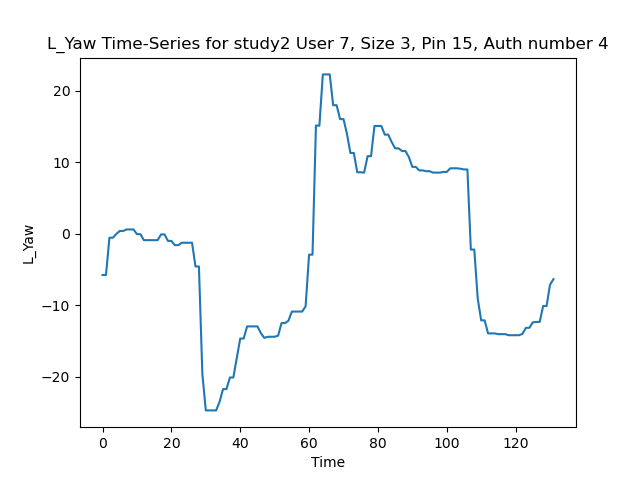 L_Yaw Time-Series for study2 User 7, Size 3, Pin 15, Auth number 4
20
10
0
−10
−20
L_Yaw
0 20 40 60 80 100 120
Time